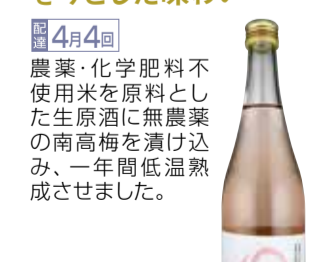 配達 4月4回
農薬・化学肥料不
使用米を原料とし
た生原酒に無農薬
の南高梅を漬け込
み、一年間低温熟
成させました。